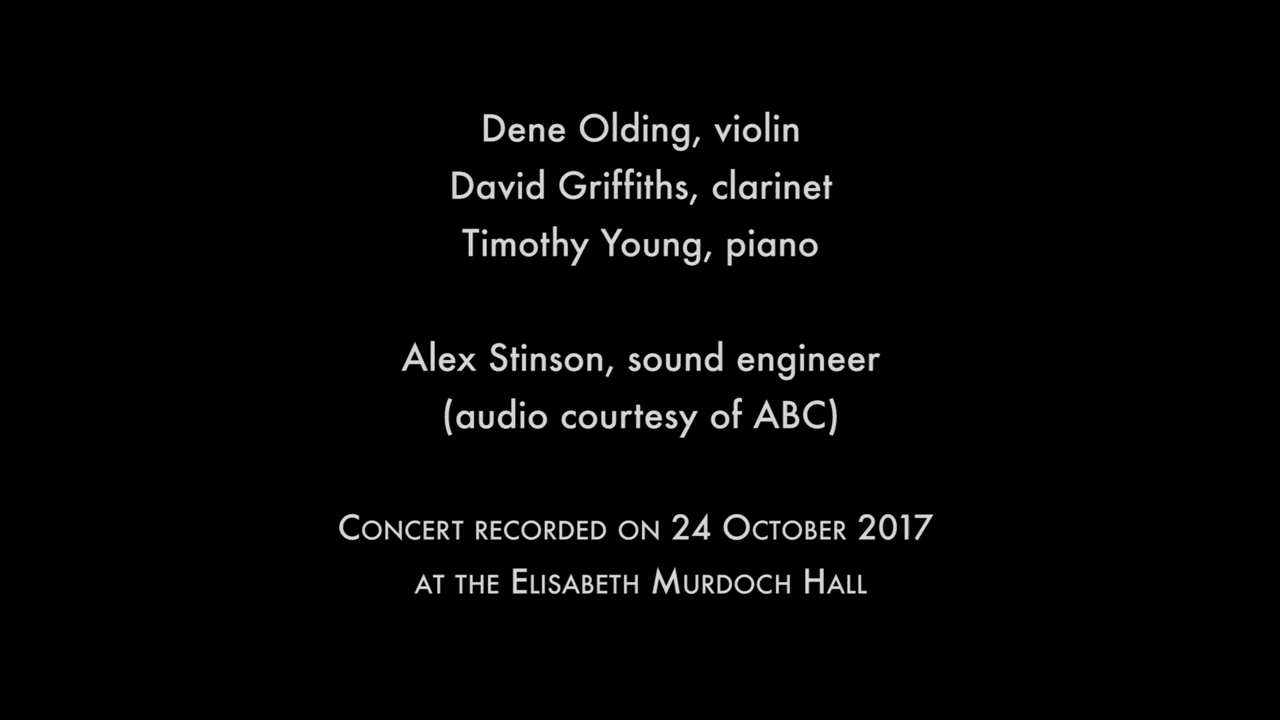 Dene Olding, violin
David Griffiths, clarinet
Timothy Young, piano
Alex Stinson, sound engineer
(audio courtesy of ABC)
Concert recorded on 24 October 2017
at the Elisabeth Murdoch Hall